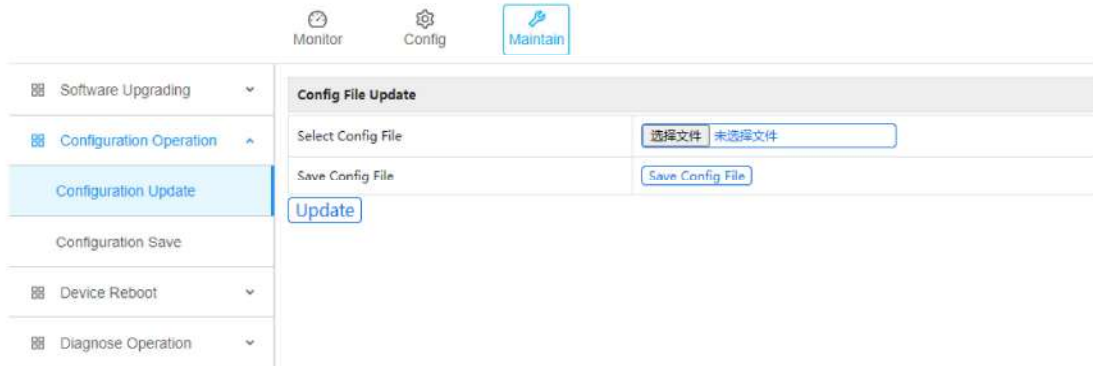 Monitor Config Maintain
Software Upgrading
Configuration Operation
Configuration Update
Configuration Save
Device Reboot
Diagnose Operation
Config File Update
Select Config File 选择文件 未选择文件
Save Config File Save Config File
Update